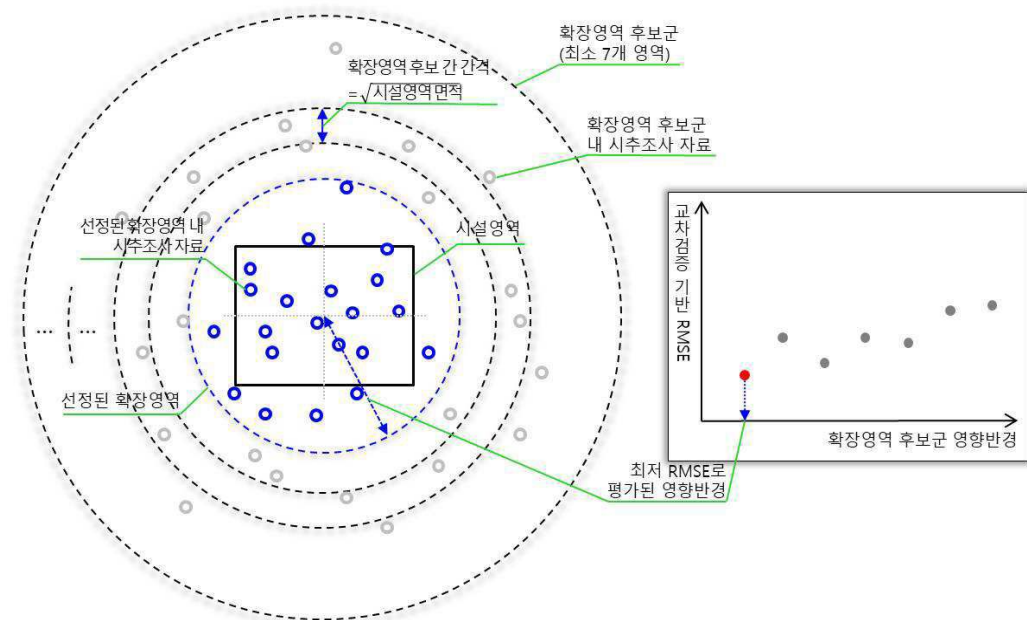 확장영역 후보군
(최소 7개 영역)
확장영역 후보 간 간격
=√시설영역면적
확장영역 후보군
내 시추조사 자료
선정된 확장영역 내
시추조사 자료
시설영역
... ...
선정된 확장영역
최저 RMSE로
평가된 영향반경
교차검증 기반 RMSE
확장영역 후보군 영향반경